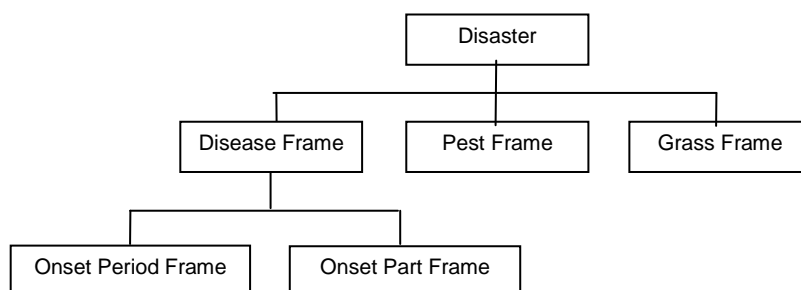 Disaster
Disease Frame
Pest Frame
Grass Frame
Onset Period Frame
Onset Part Frame